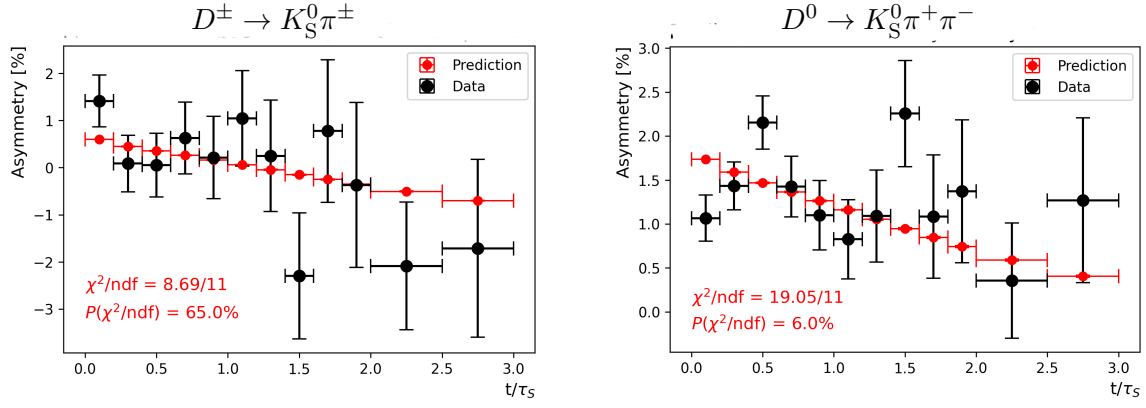 D± → K⁰_S π±
Asymmetry [%]
2
1
0
−1
−2
−3
Prediction
Data
χ²/ndf = 8.69/11
P(χ²/ndf) = 65.0%
0.0 0.5 1.0 1.5 2.0 2.5 3.0
t/τ_S
D⁰ → K⁰_S π⁺π⁻
Asymmetry [%]
3.0
2.5
2.0
1.5
1.0
0.5
0.0
Prediction
Data
χ²/ndf = 19.05/11
P(χ²/ndf) = 6.0%
0.0 0.5 1.0 1.5 2.0 2.5 3.0
t/τ_S